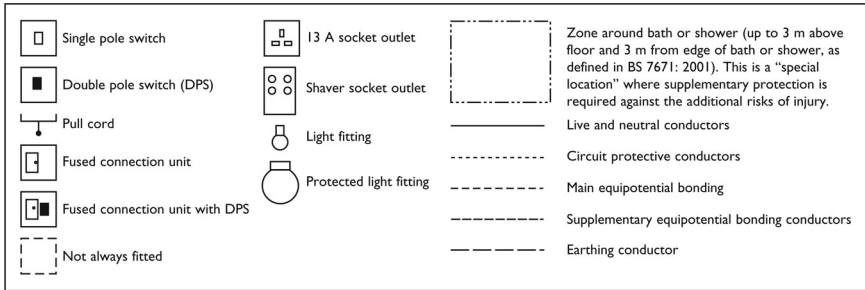 Single pole switch
Double pole switch (DPS)
Pull cord
Fused connection unit
Fused connection unit with DPS
Not always fitted
13 A socket outlet
Shaver socket outlet
Light fitting
Protected light fitting
Zone around bath or shower (up to 3 m above
floor and 3 m from edge of bath or shower, as
defined in BS 7671: 2001). This is a “special
location” where supplementary protection is
required against the additional risks of injury.
Live and neutral conductors
Circuit protective conductors
Main equipotential bonding
Supplementary equipotential bonding conductors
Earthing conductor